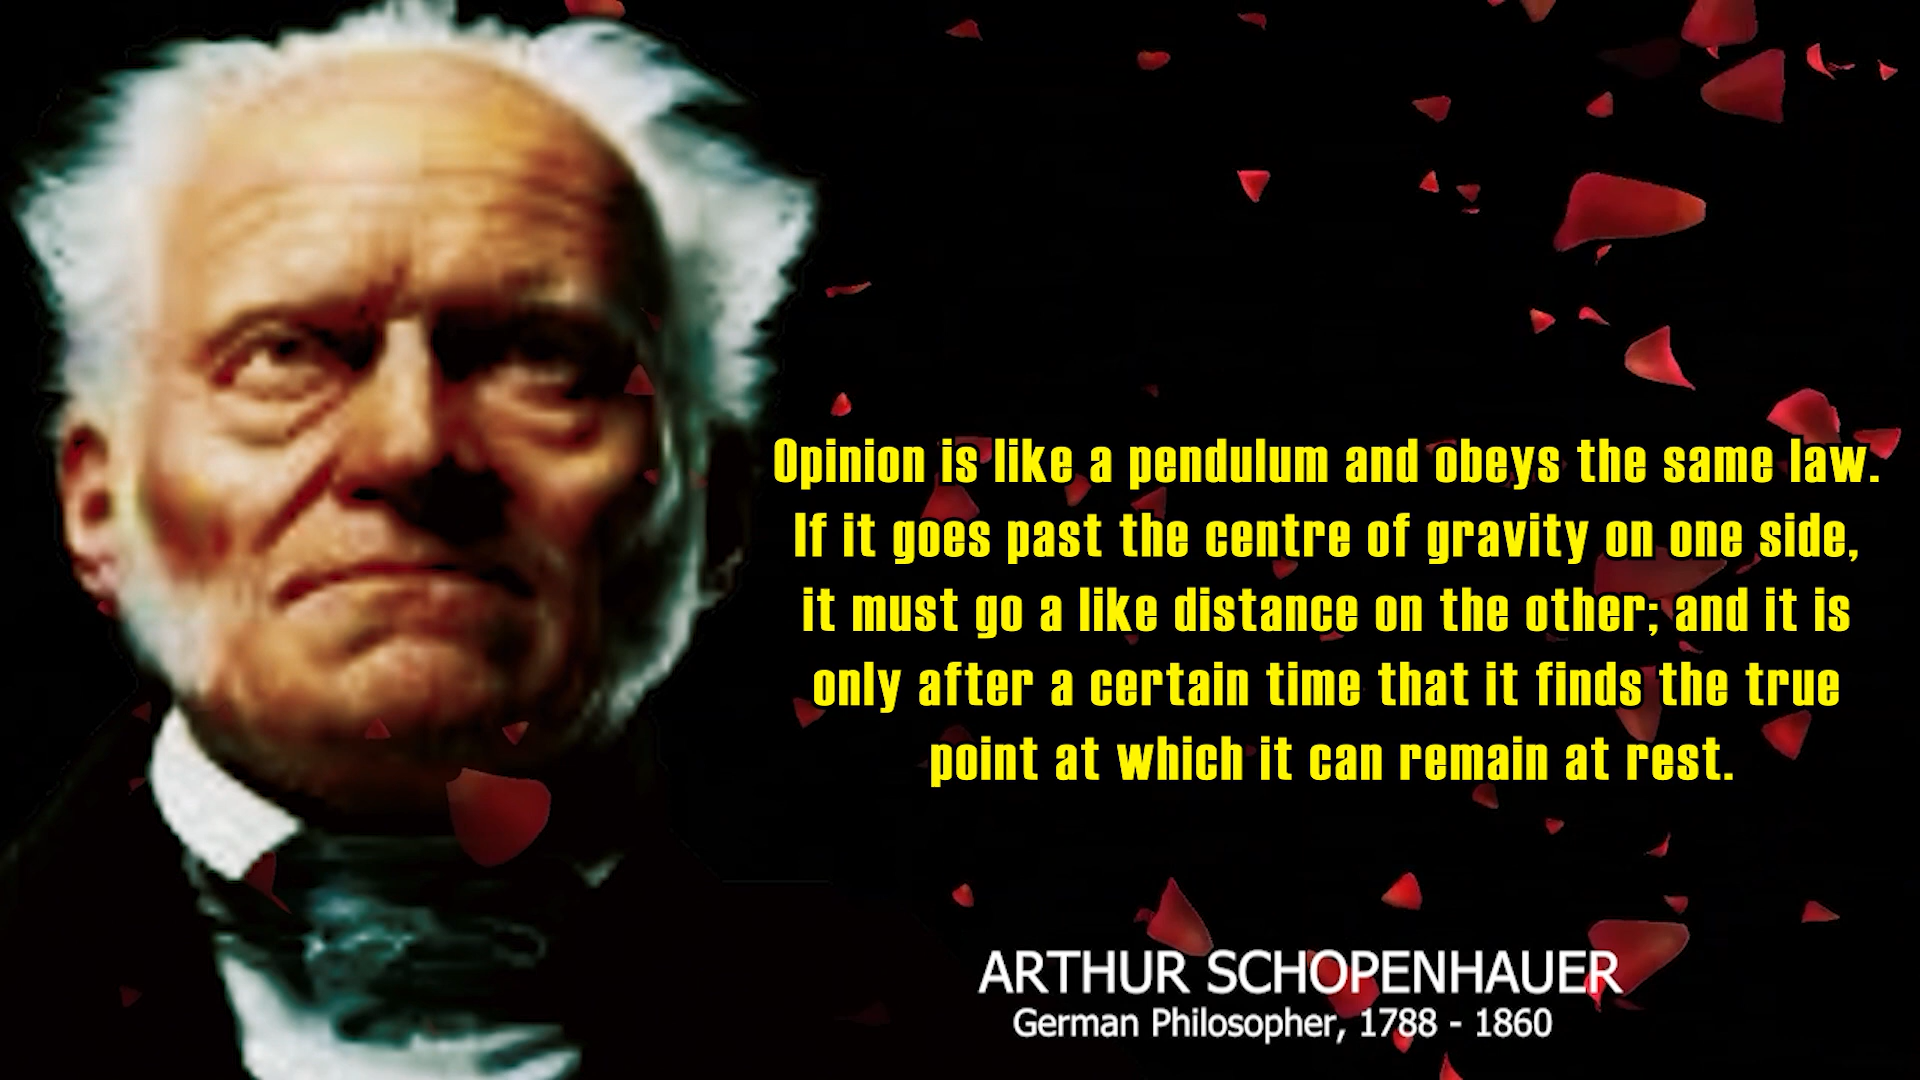 Opinion is like a pendulum and obeys the same law.
If it goes past the centre of gravity on one side,
it must go a like distance on the other; and it is
only after a certain time that it finds the true
point at which it can remain at rest.
ARTHUR SCHOPENHAUER
German Philosopher, 1788 - 1860